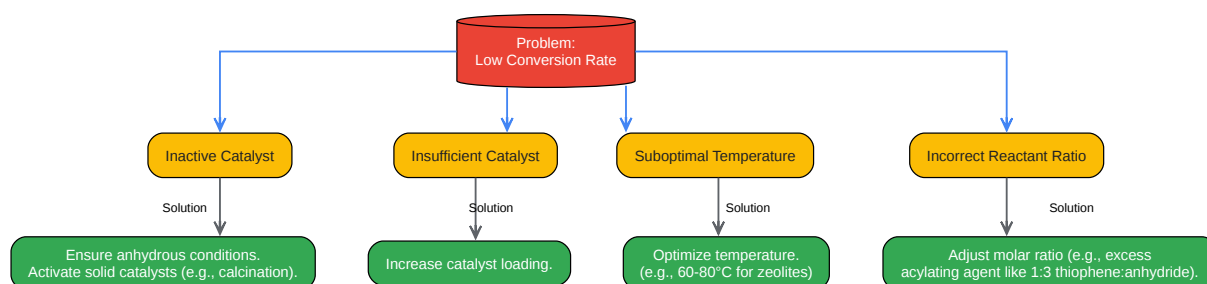 Problem:
Low Conversion Rate
Inactive Catalyst
Insufficient Catalyst
Suboptimal Temperature
Incorrect Reactant Ratio
Solution
Solution
Solution
Solution
Ensure anhydrous conditions.
Activate solid catalysts (e.g., calcination).
Increase catalyst loading.
Optimize temperature.
(e.g., 60-80°C for zeolites)
Adjust molar ratio (e.g., excess
acylating agent like 1:3 thiophene:anhydride).